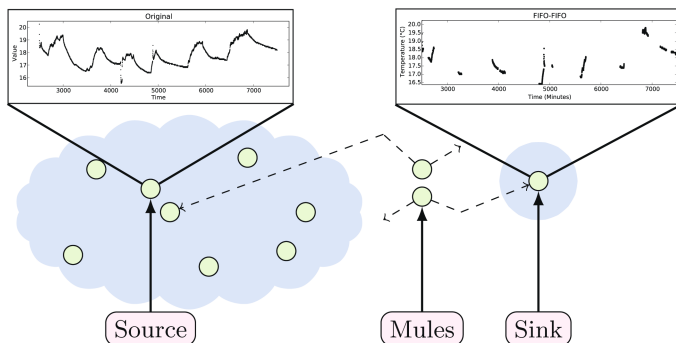 Original
Value
20
19
18
17
16
3000
4000
5000
6000
7000
Time
FIFO-FIFO
Temperature (°C)
20.0
19.5
19.0
18.5
18.0
17.5
17.0
16.5
3000
4000
5000
6000
7000
Time (Minutes)
Source
Mules
Sink